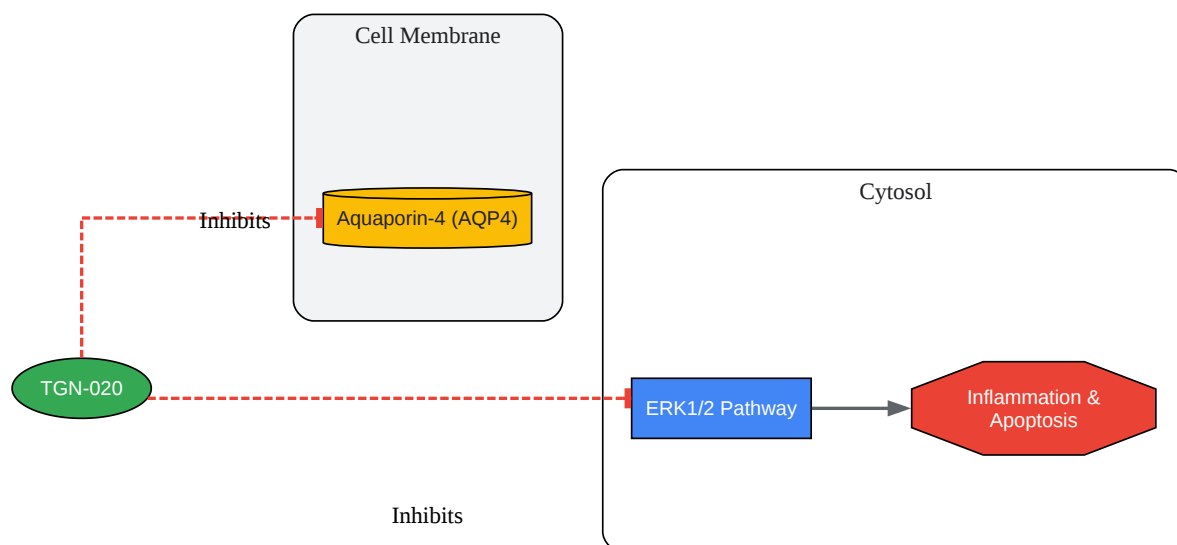 Cell Membrane
Cytosol
Inhibits
Aquaporin-4 (AQP4)
TGN-020
ERK1/2 Pathway
Inflammation &
Apoptosis
Inhibits